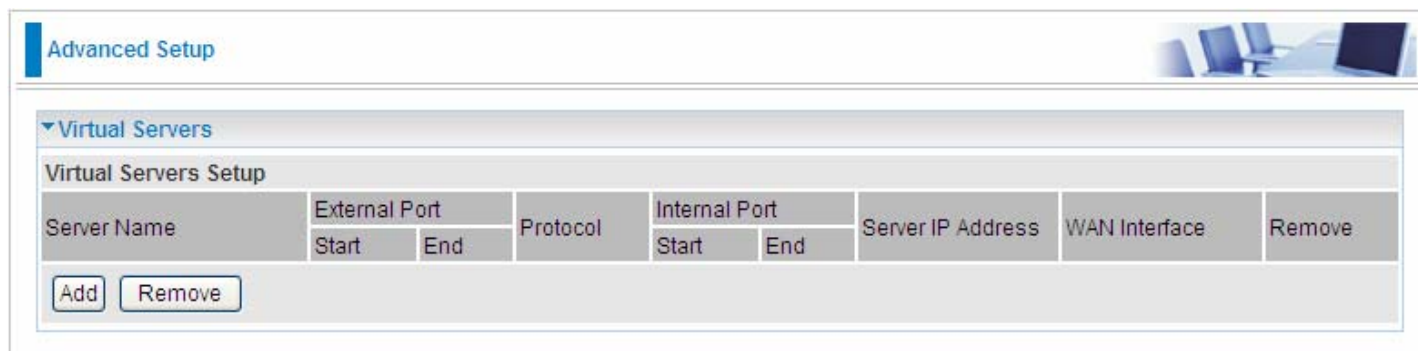 Advanced Setup
Virtual Servers
Virtual Servers Setup
Server Name External Port Protocol Internal Port Server IP Address WAN Interface Remove
Start End Start End
Add Remove